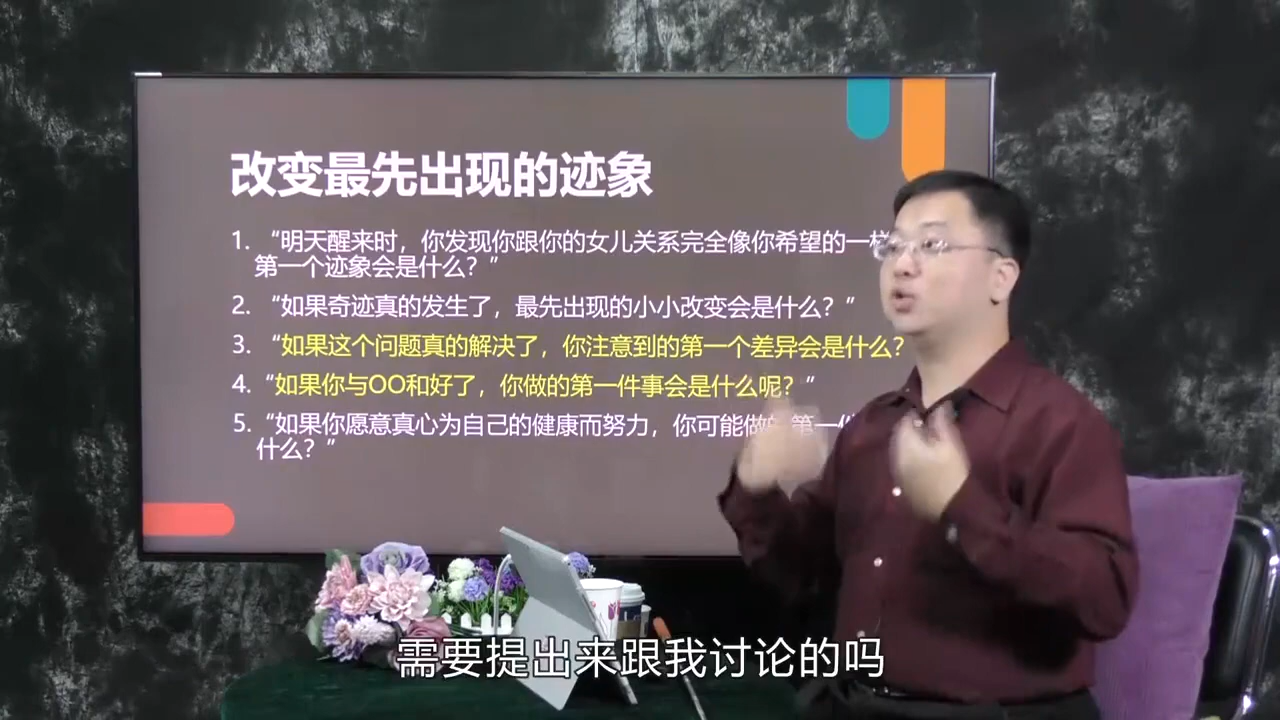 改变最先出现的迹象
1. “明天醒来时，你发现你跟你的女儿关系完全像你希望的一样
第一个迹象会是什么？”
2. “如果奇迹真的发生了，最先出现的小小改变会是什么？”
3. “如果这个问题真的解决了，你注意到的第一个差异会是什么？
4. “如果你与OO和好了，你做的第一件事会是什么呢？”
5. “如果你愿意真心为自己的健康而努力，你可能做的第一
什么？”
需要提出来跟我讨论的吗